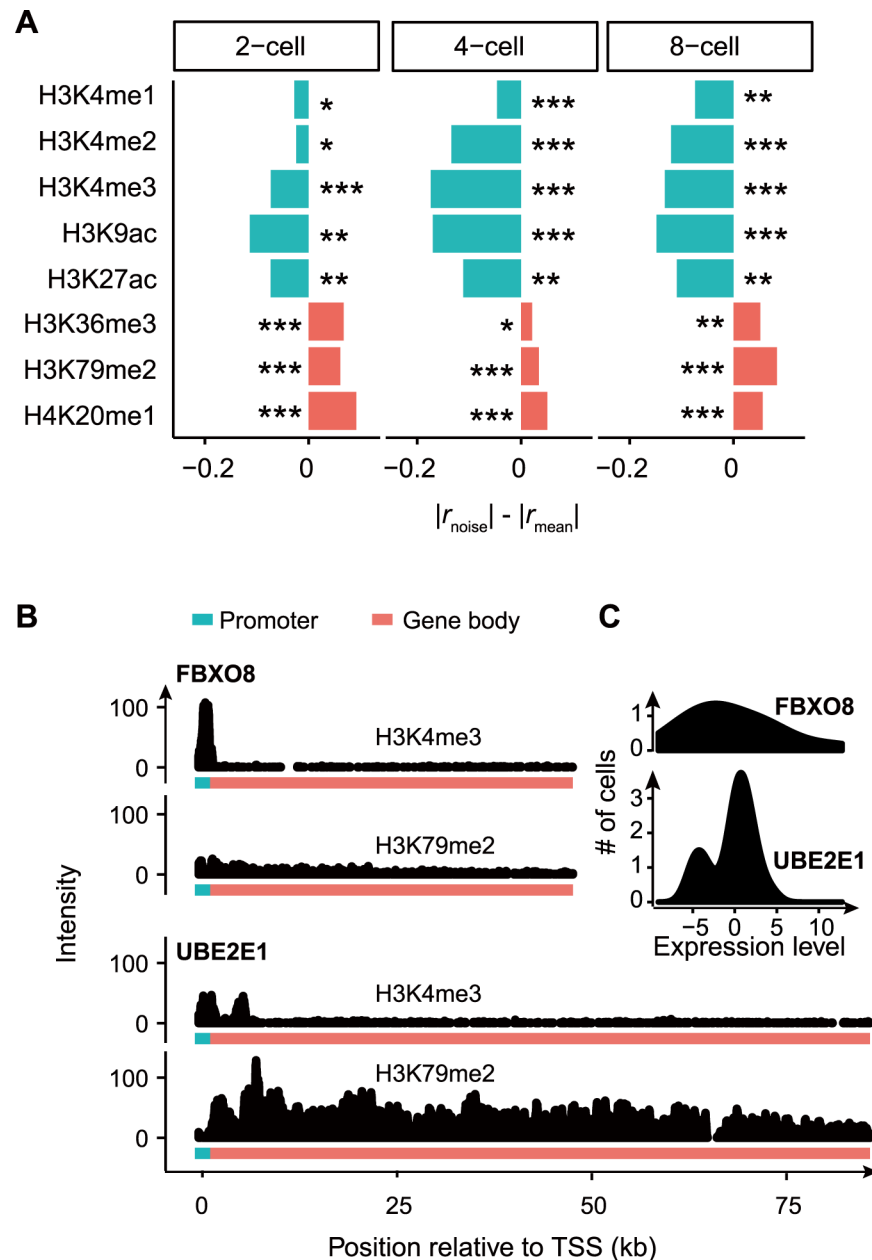 A
2−cell 4−cell 8−cell
H3K4me1 * *** **
H3K4me2 * *** ***
H3K4me3 *** *** ***
H3K9ac ** *** ***
H3K27ac ** ** **
H3K36me3 *** * **
H3K79me2 *** *** ***
H4K20me1 *** *** ***
−0.2 0 −0.2 0 −0.2 0
|rnoise| - |rmean|
B Promoter Gene body
FBXO8
100
0
H3K4me3
100
0
H3K79me2
Intensity
UBE2E1
100
0
H3K4me3
100
0
H3K79me2
0 25 50 75
Position relative to TSS (kb)
C
FBXO8
1
0
# of cells
3
2
1
0
UBE2E1
−5 0 5 10
Expression level